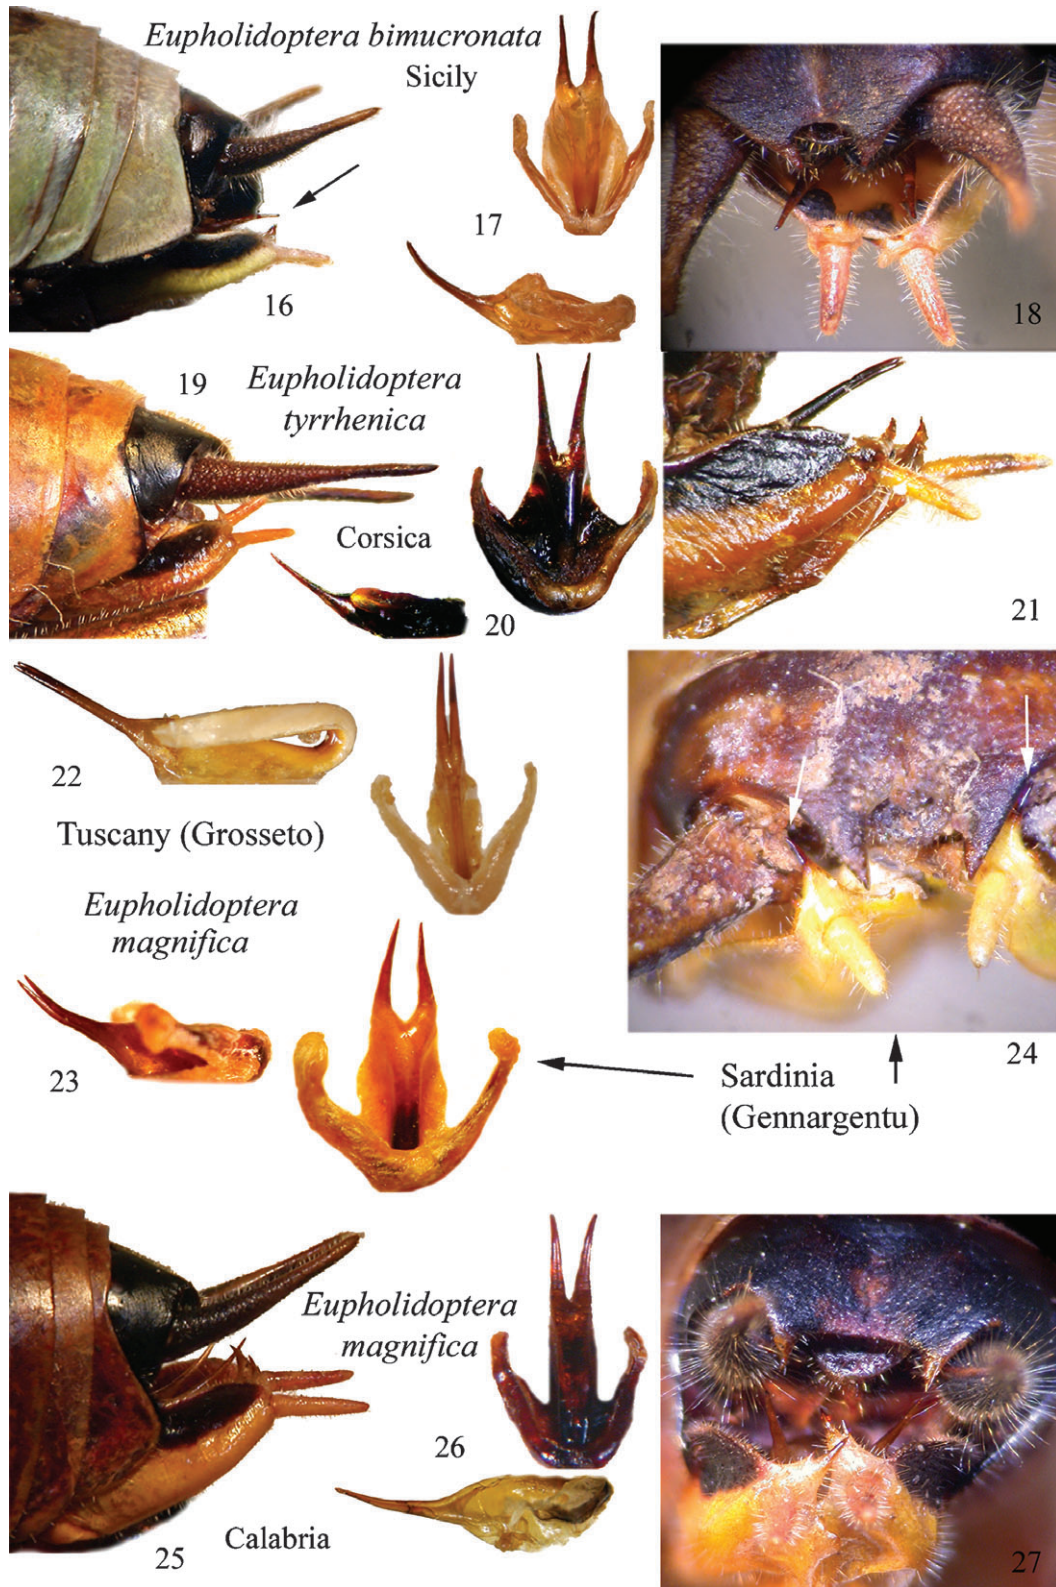 Eupholidoptera bimucronata
Sicily
16
17
18
19
Eupholidoptera
tyrrhenica
Corsica
20
21
22
Tuscany (Grosseto)
Eupholidoptera
magnifica
23
24
Sardinia
(Gennargentu)
Eupholidoptera
magnifica
26
Calabria
25
27